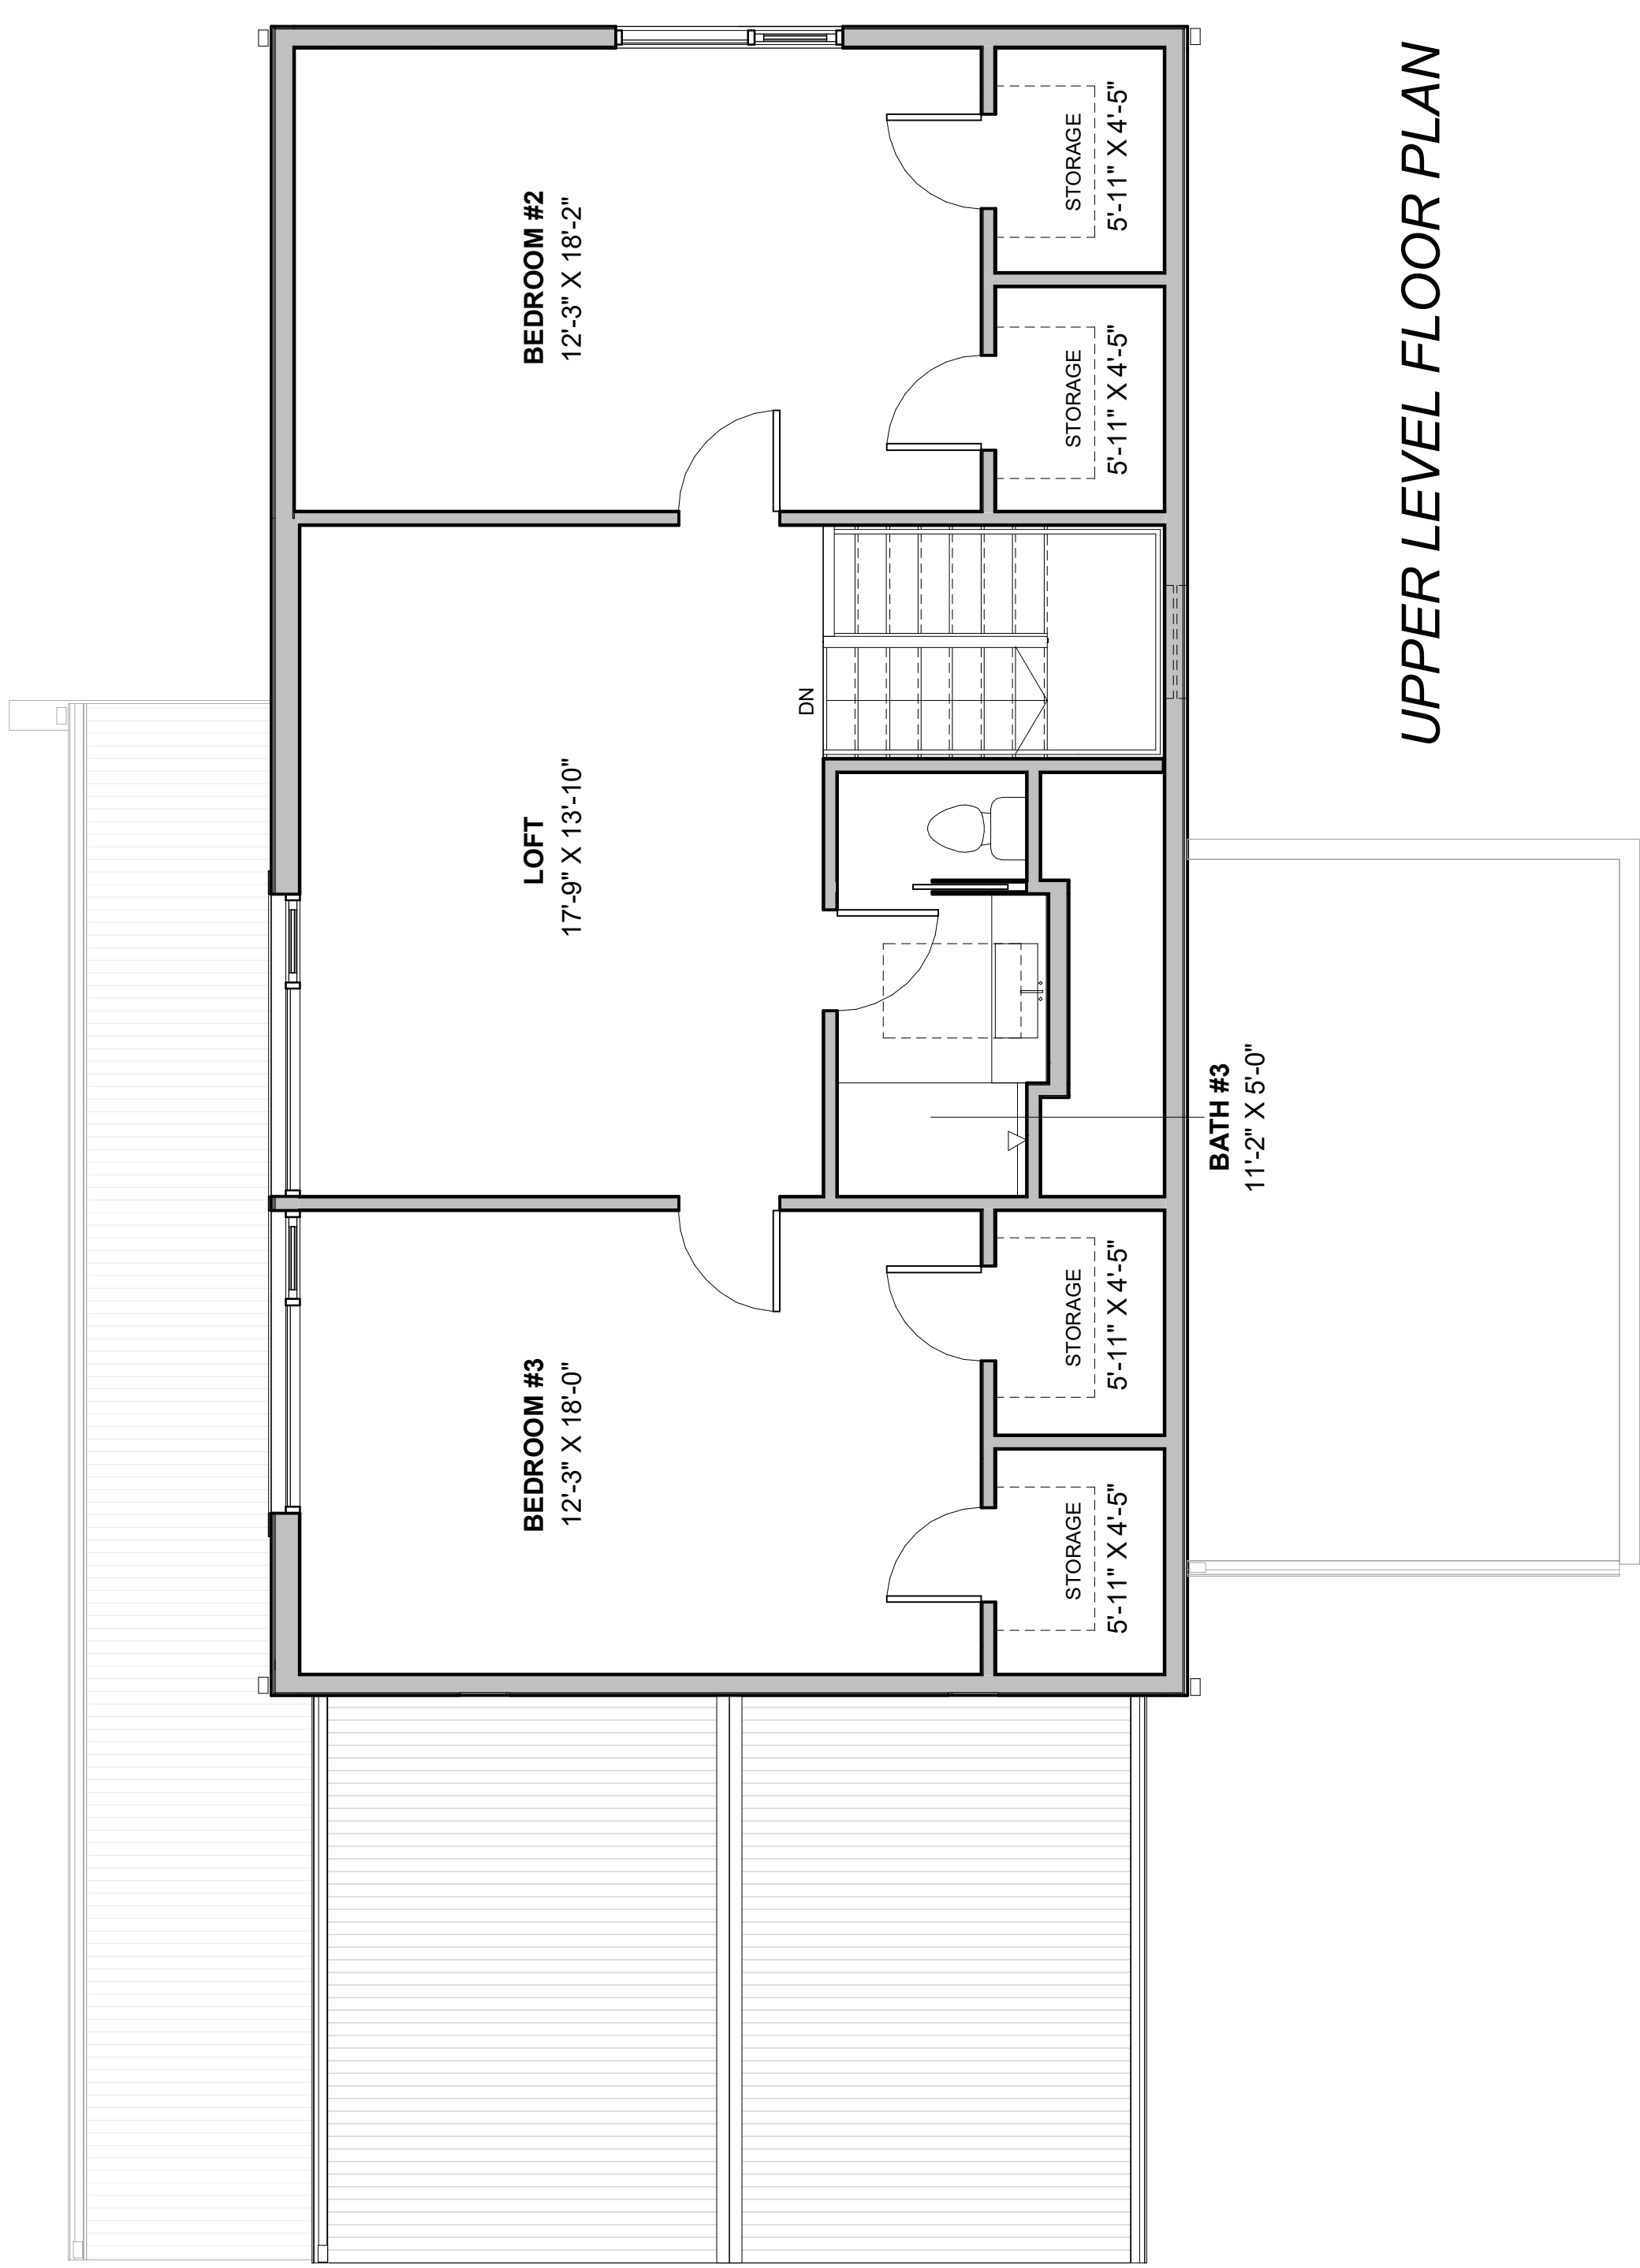 BEDROOM #3
12'-3" X 18'-0"
LOFT
17'-9" X 13'-10"
BEDROOM #2
12'-3" X 18'-2"
DN
STORAGE
5'-11" X 4'-5"
STORAGE
5'-11" X 4'-5"
STORAGE
5'-11" X 4'-5"
STORAGE
5'-11" X 4'-5"
BATH #3
11'-2" X 5'-0"
UPPER LEVEL FLOOR PLAN